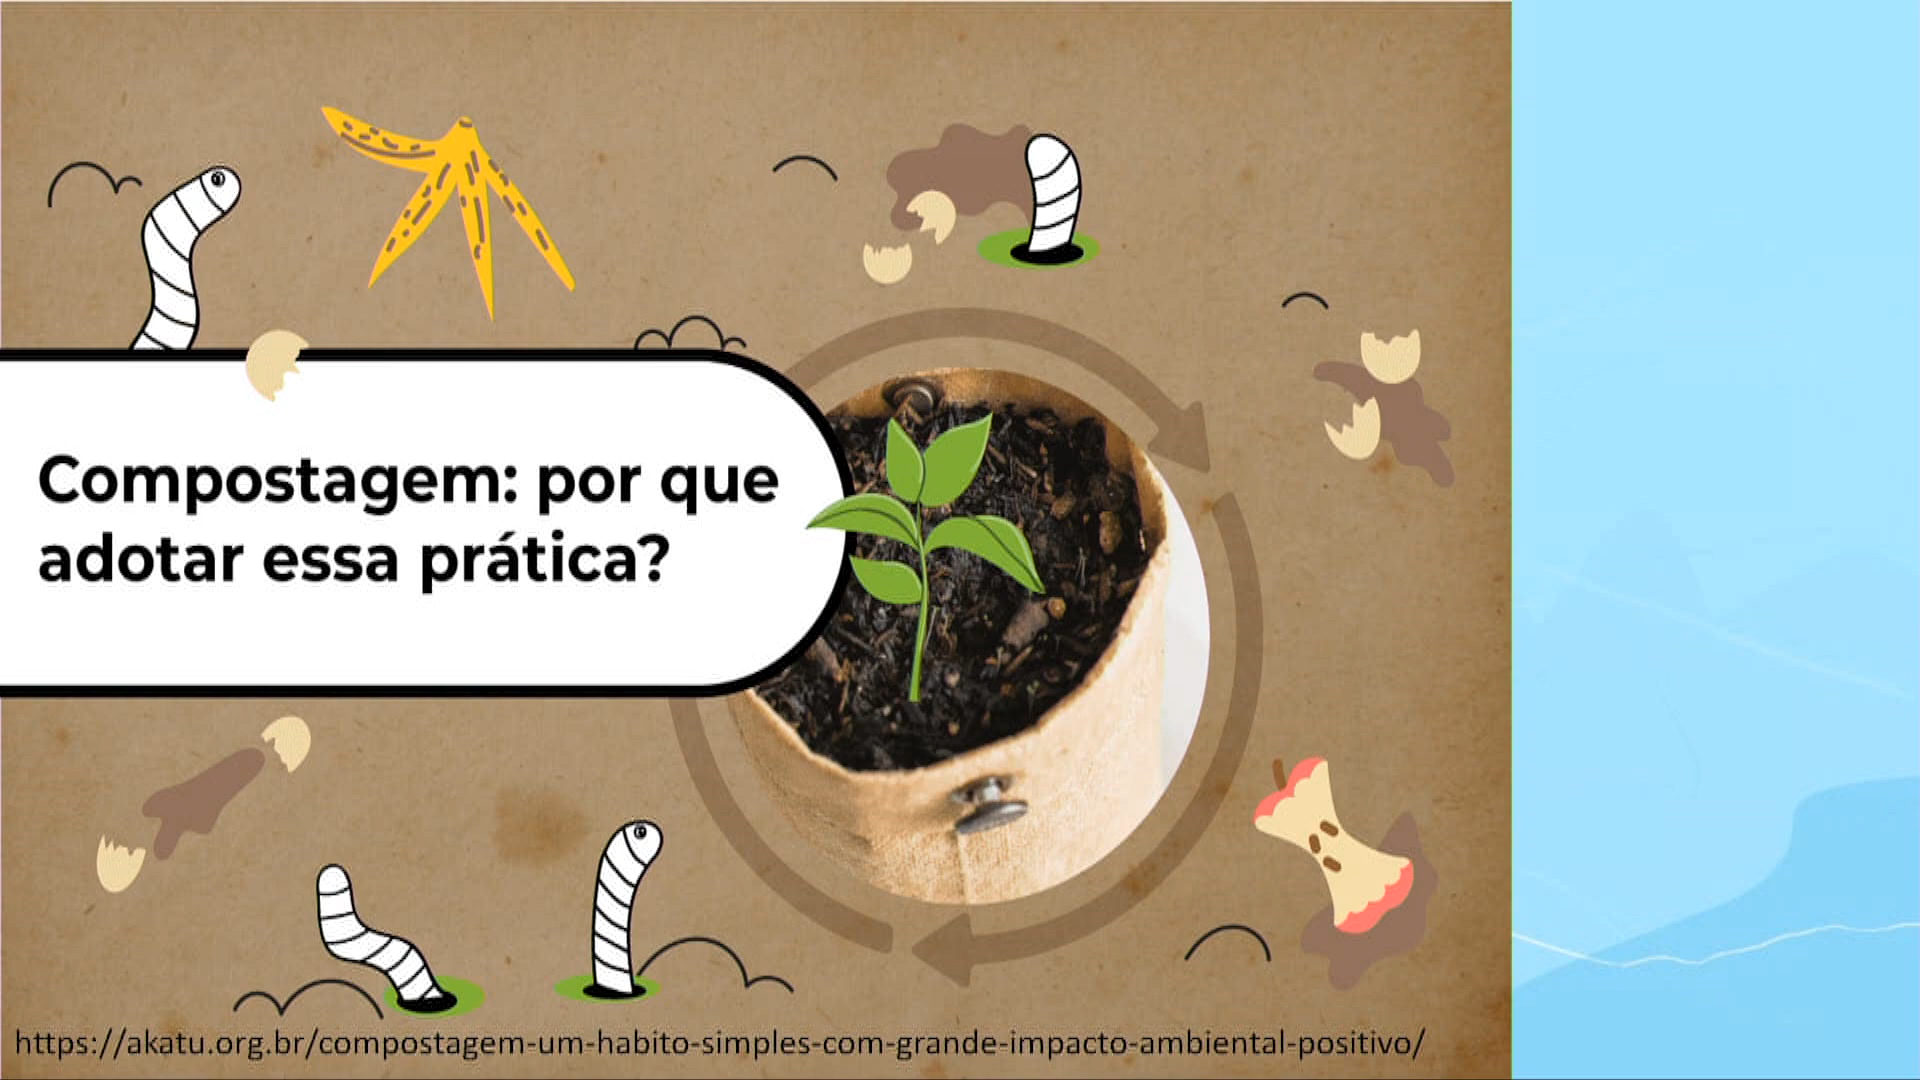 Compostagem: por que
adotar essa prática?
https://akatu.org.br/compostagem-um-habito-simples-com-grande-impacto-ambiental-positivo/